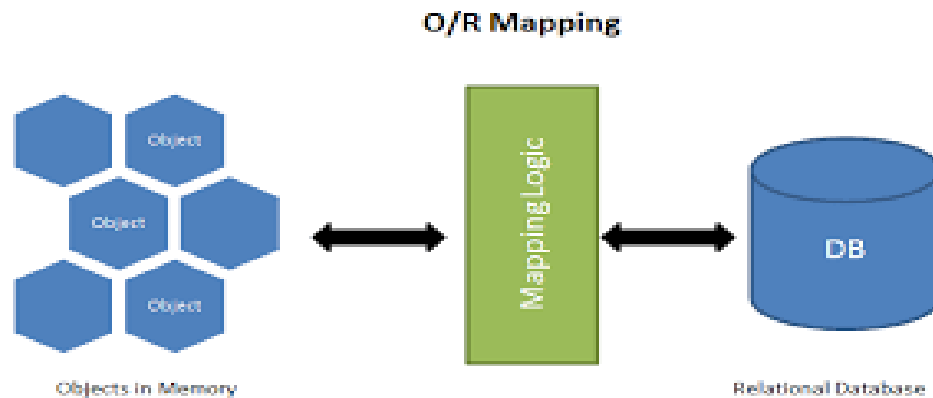 O/R Mapping
Object
Object
Object
Mapping Logic
DB
Objects in Memory
Relational Database